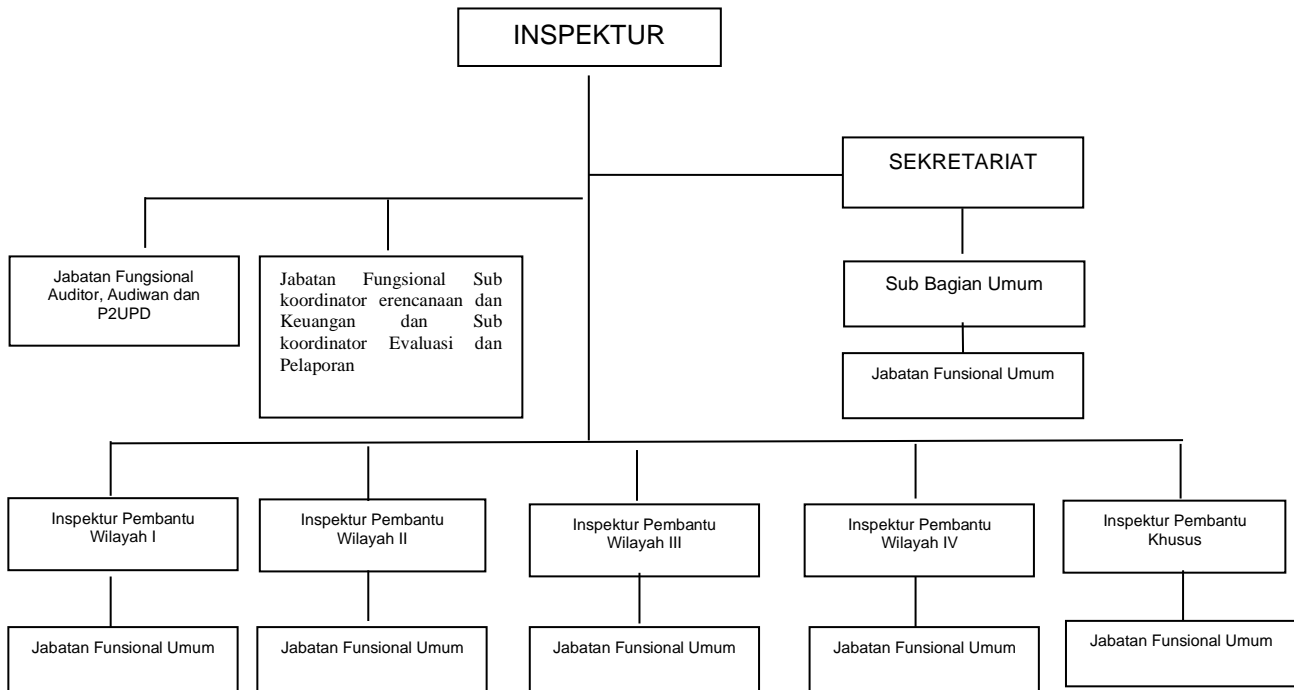 INSPEKTUR
SEKRETARIAT
Jabatan Fungsional
Auditor, Audiwan dan
P2UPD
Jabatan Fungsional Sub
koordinator erencanaan dan
Keuangan dan Sub
koordinator Evaluasi dan
Pelaporan
Sub Bagian Umum
Jabatan Funsional Umum
Inspektur Pembantu
Wilayah I
Inspektur Pembantu
Wilayah II
Inspektur Pembantu
Wilayah III
Inspektur Pembantu
Wilayah IV
Inspektur Pembantu
Khusus
Jabatan Funsional Umum
Jabatan Funsional Umum
Jabatan Funsional Umum
Jabatan Funsional Umum
Jabatan Funsional Umum